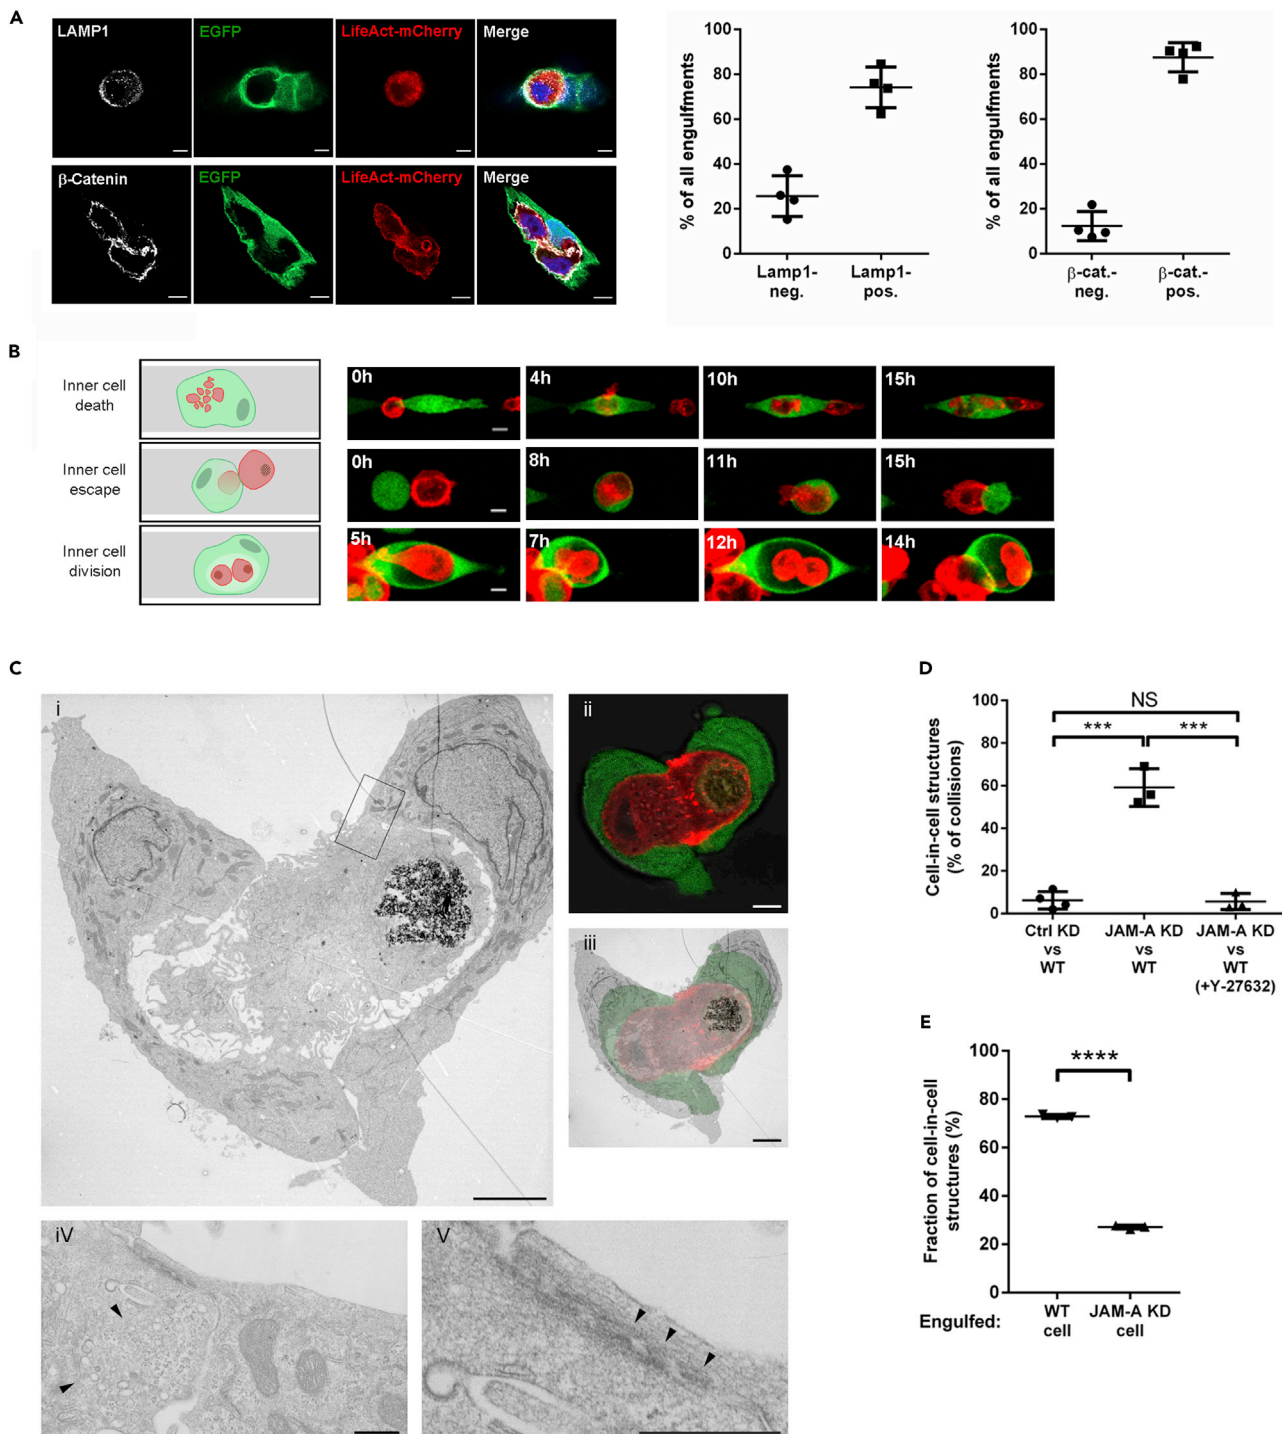 A
LAMP1
EGFP
LifeAct-mCherry
Merge
β-Catenin
EGFP
LifeAct-mCherry
Merge
% of all engulfments
100
80
60
40
20
0
Lamp1-
neg.
Lamp1-
pos.
% of all engulfments
100
80
60
40
20
0
β-cat.-
neg.
β-cat.-
pos.
B
Inner cell
death
0h
4h
10h
15h
Inner cell
escape
0h
8h
11h
15h
Inner cell
division
5h
7h
12h
14h
C
i
ii
iii
iV
V
D
Cell-in-cell structures
(% of collisions)
100
80
60
40
20
0
NS
***
***
Ctrl KD
vs
WT
JAM-A KD
vs
WT
JAM-A KD
vs
WT
(+Y-27632)
E
Fraction of cell-in-cell
structures (%)
100
80
60
40
20
0
****
Engulfed:
WT
cell
JAM-A KD
cell